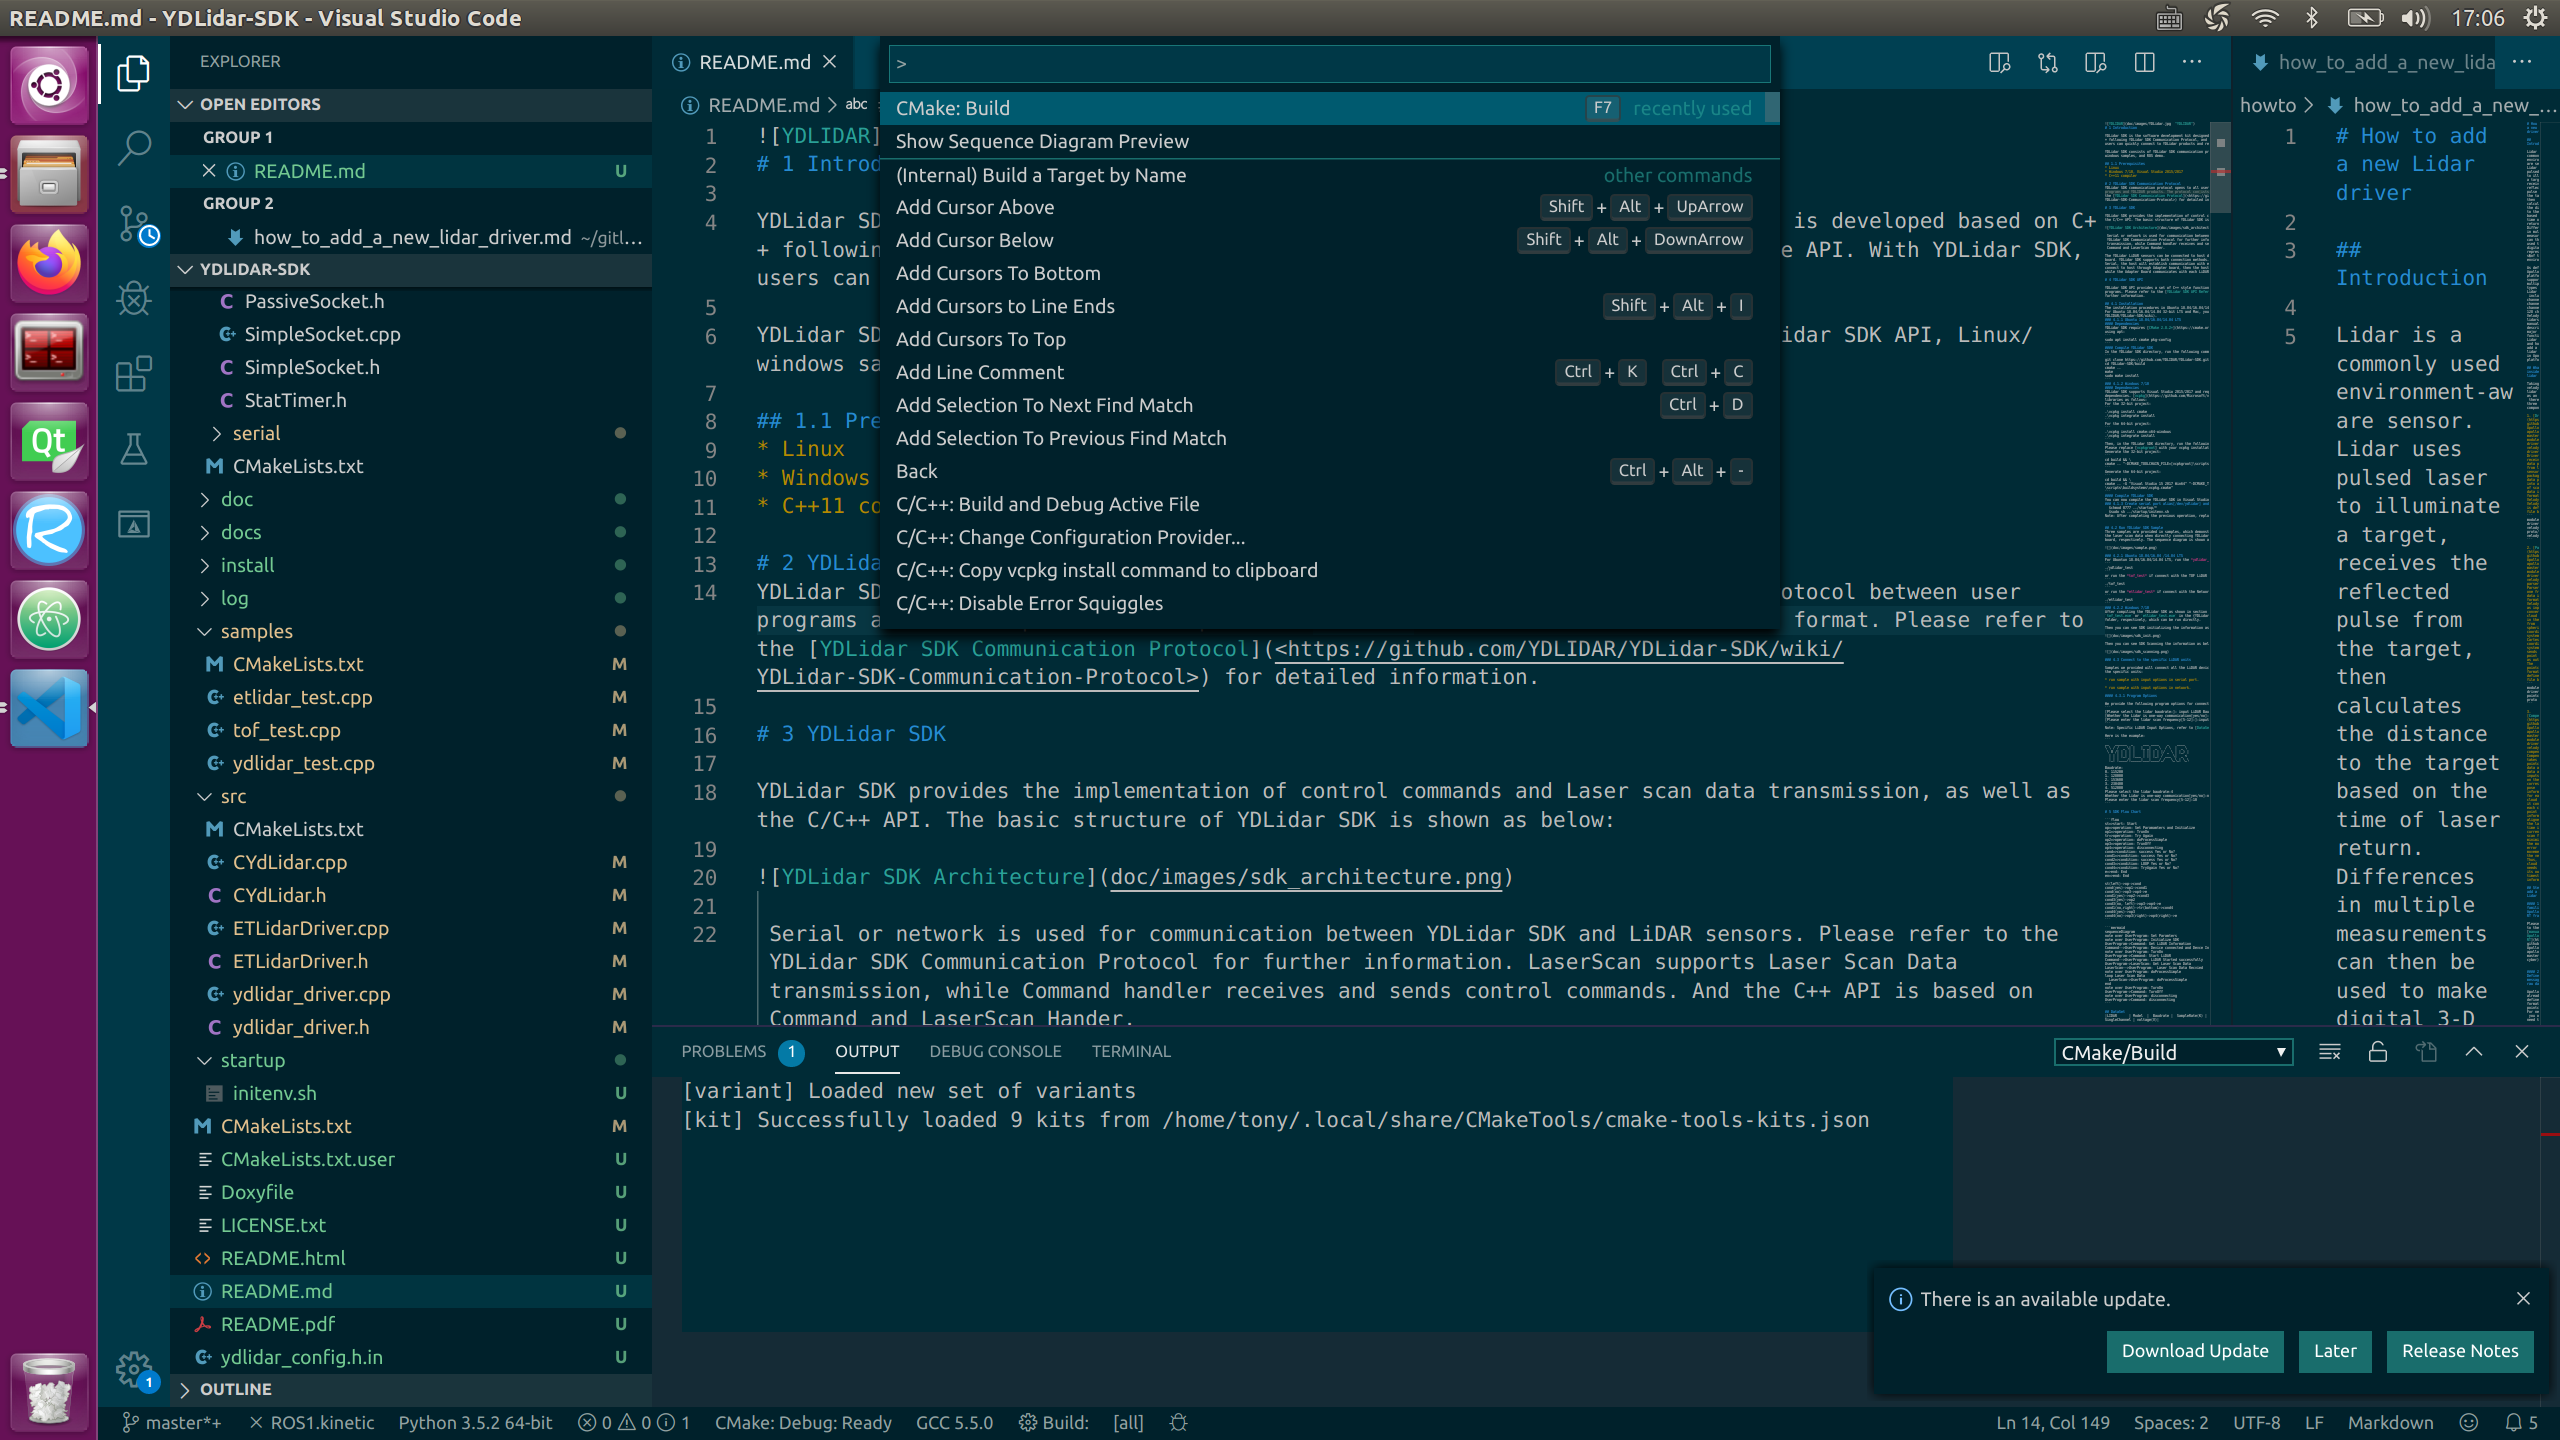 README.md - YDLidar-SDK - Visual Studio Code
17:06
EXPLORER
OPEN EDITORS
GROUP 1
README.md U
GROUP 2
how_to_add_a_new_lidar_driver.md ~/gitl...
YDLIDAR-SDK
PassiveSocket.h
SimpleSocket.cpp
SimpleSocket.h
StatTimer.h
serial
CMakeLists.txt
doc
docs
install
log
samples
CMakeLists.txt M
etlidar_test.cpp M
tof_test.cpp M
ydlidar_test.cpp M
src
CMakeLists.txt
CYdLidar.cpp M
CYdLidar.h M
ETLidarDriver.cpp M
ETLidarDriver.h M
ydlidar_driver.cpp M
ydlidar_driver.h M
startup
initenv.sh U
CMakeLists.txt M
CMakeLists.txt.user U
Doxyfile U
LICENSE.txt U
README.html U
README.md U
README.pdf U
ydlidar_config.h.in U
OUTLINE
README.md
README.md > abc
>
CMake: Build F7 recently used
Show Sequence Diagram Preview
(Internal) Build a Target by Name other commands
Add Cursor Above Shift + Alt + UpArrow
Add Cursor Below Shift + Alt + DownArrow
Add Cursors To Bottom
Add Cursors to Line Ends Shift + Alt + I
Add Cursors To Top
Add Line Comment Ctrl + K Ctrl + C
Add Selection To Next Find Match Ctrl + D
Add Selection To Previous Find Match
Back Ctrl + Alt + -
C/C++: Build and Debug Active File
C/C++: Change Configuration Provider...
C/C++: Copy vcpkg install command to clipboard
C/C++: Disable Error Squiggles
1 ![YDLIDAR]
2 # 1 Introd
3
4 YDLidar SD is developed based on C+
+ followin e API. With YDLidar SDK,
users can
5
6 YDLidar SD idar SDK API, Linux/
windows sa
7
8 ## 1.1 Pre
9 * Linux
10 * Windows
11 * C++11 co
12
13 # 2 YDLida
14 YDLidar SD otocol between user
programs a format. Please refer to
the [YDLidar SDK Communication Protocol](<https://github.com/YDLIDAR/YDLidar-SDK/wiki/
YDLidar-SDK-Communication-Protocol>) for detailed information.
15
16 # 3 YDLidar SDK
17
18 YDLidar SDK provides the implementation of control commands and Laser scan data transmission, as well as
the C/C++ API. The basic structure of YDLidar SDK is shown as below:
19
20 ![YDLidar SDK Architecture](doc/images/sdk_architecture.png)
21
22 Serial or network is used for communication between YDLidar SDK and LiDAR sensors. Please refer to the
YDLidar SDK Communication Protocol for further information. LaserScan supports Laser Scan Data
transmission, while Command handler receives and sends control commands. And the C++ API is based on
Command and LaserScan Hander.
how_to_add_a_new_lida
howto > how_to_add_a_new_...
1 # How to add
a new Lidar
driver
2
3 ##
Introduction
4
5 Lidar is a
commonly used
environment-aw
are sensor.
Lidar uses
pulsed laser
to illuminate
a target,
receives the
reflected
pulse from
the target,
then
calculates
the distance
to the target
based on the
time of laser
return.
Differences
in multiple
measurements
can then be
used to make
digital 3-D
PROBLEMS 1 OUTPUT DEBUG CONSOLE TERMINAL
CMake/Build
[variant] Loaded new set of variants
[kit] Successfully loaded 9 kits from /home/tony/.local/share/CMakeTools/cmake-tools-kits.json
There is an available update.
Download Update Later Release Notes
1
master*+ ROS1.kinetic Python 3.5.2 64-bit 0 0 1 CMake: Debug: Ready GCC 5.5.0 Build: [all] Ln 14, Col 149 Spaces: 2 UTF-8 LF Markdown 5